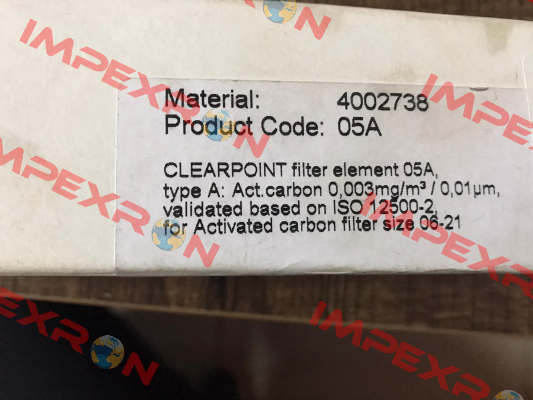 Material: 4002738
Product Code: 05A
CLEARPOINT filter element 05A,
type A: Act.carbon 0,003mg/m³ / 0,01µm,
validated based on ISO 12500-2,
for Activated carbon filter size 06-21
IMPEXRON
IMPEXRON
IMPEXRON
IMPEXRON
IMPEXRON
IMPEXRON